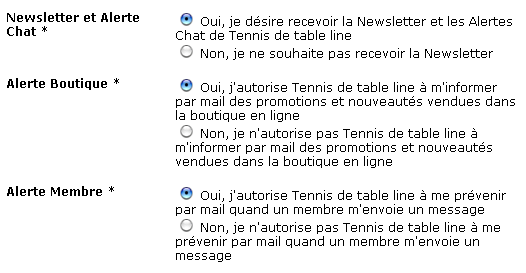 Newsletter et Alerte Chat *
Oui, je désire recevoir la Newsletter et les Alertes
Chat de Tennis de table line
Non, je ne souhaite pas recevoir la Newsletter
Alerte Boutique *
Oui, j'autorise Tennis de table line à m'informer
par mail des promotions et nouveautés vendues dans
la boutique en ligne
Non, je n'autorise pas Tennis de table line à
m'informer par mail des promotions et nouveautés
vendues dans la boutique en ligne
Alerte Membre *
Oui, j'autorise Tennis de table line à me prévenir
par mail quand un membre m'envoie un message
Non, je n'autorise pas Tennis de table line à me
prévenir par mail quand un membre m'envoie un
message